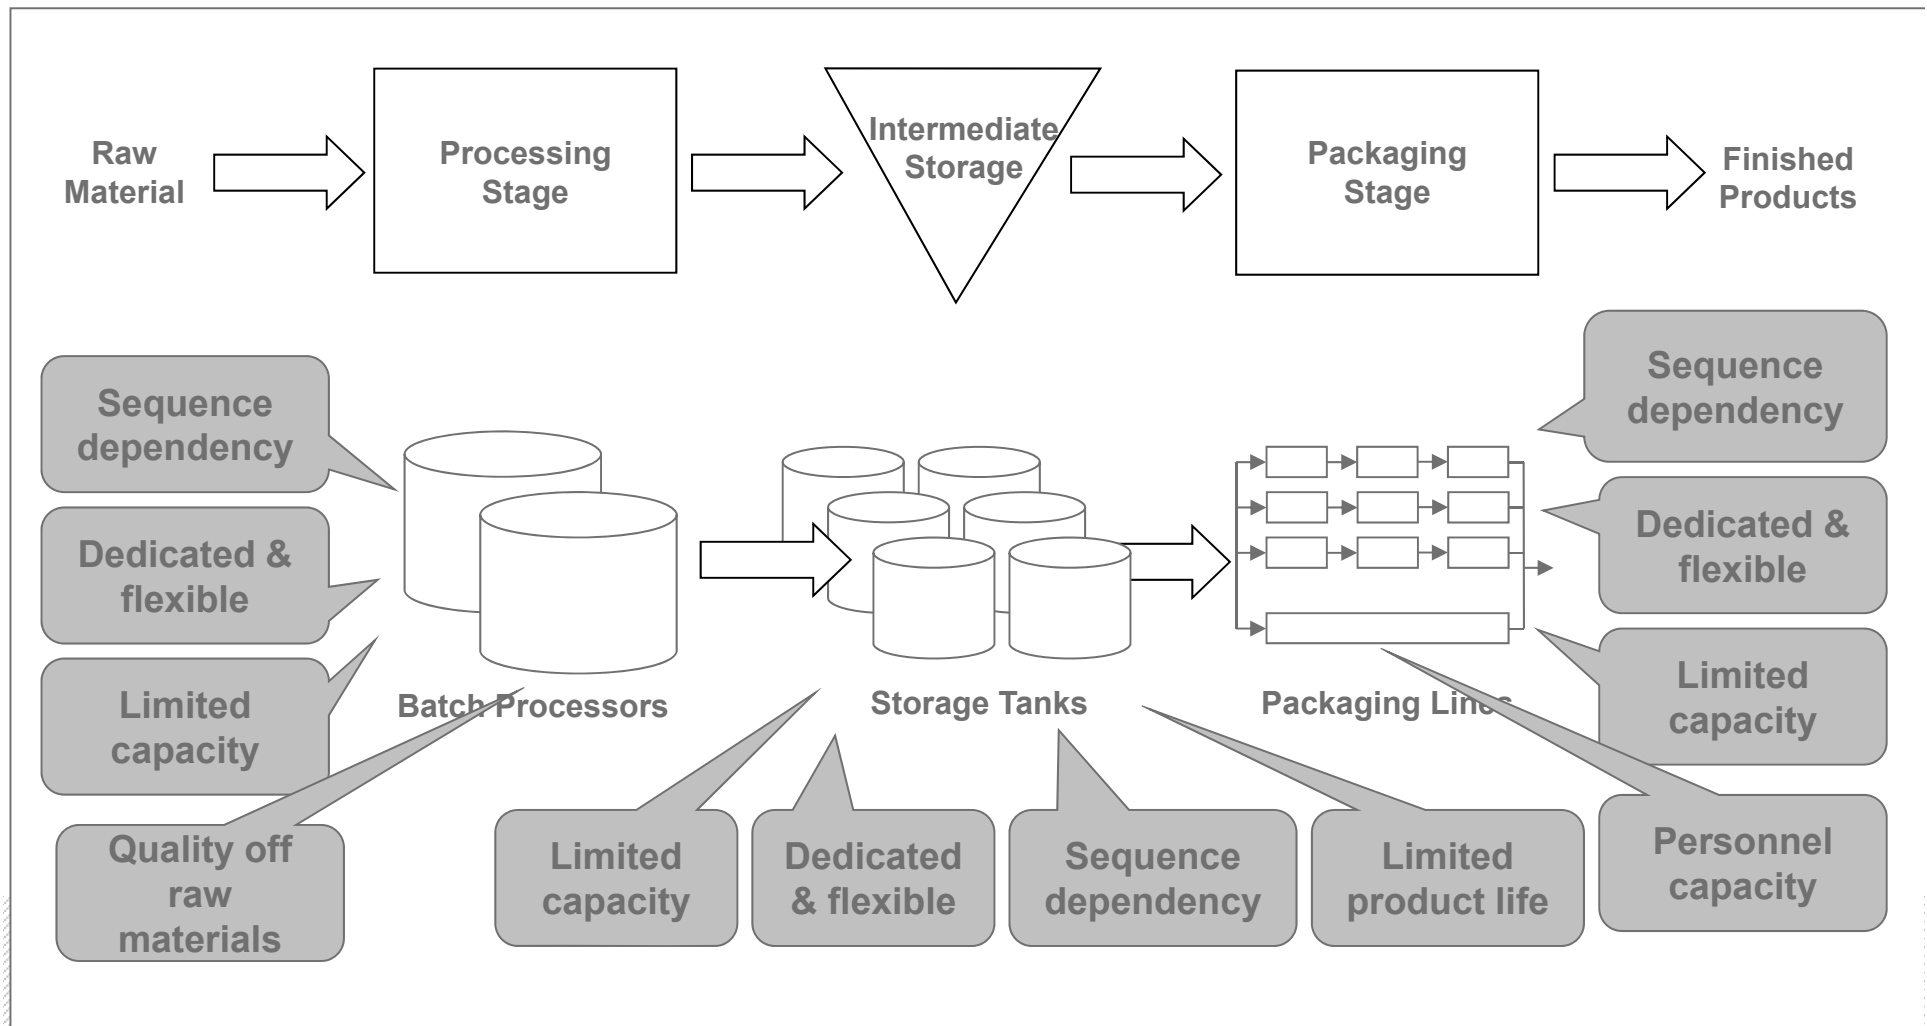 Raw
Material
Processing
Stage
Intermediate
Storage
Packaging
Stage
Finished
Products
Sequence
dependency
Dedicated &
flexible
Limited
capacity
Quality off
raw
materials
Batch Processors
Storage Tanks
Packaging Lines
Limited
capacity
Dedicated
& flexible
Sequence
dependency
Limited
product life
Sequence
dependency
Dedicated &
flexible
Limited
capacity
Personnel
capacity